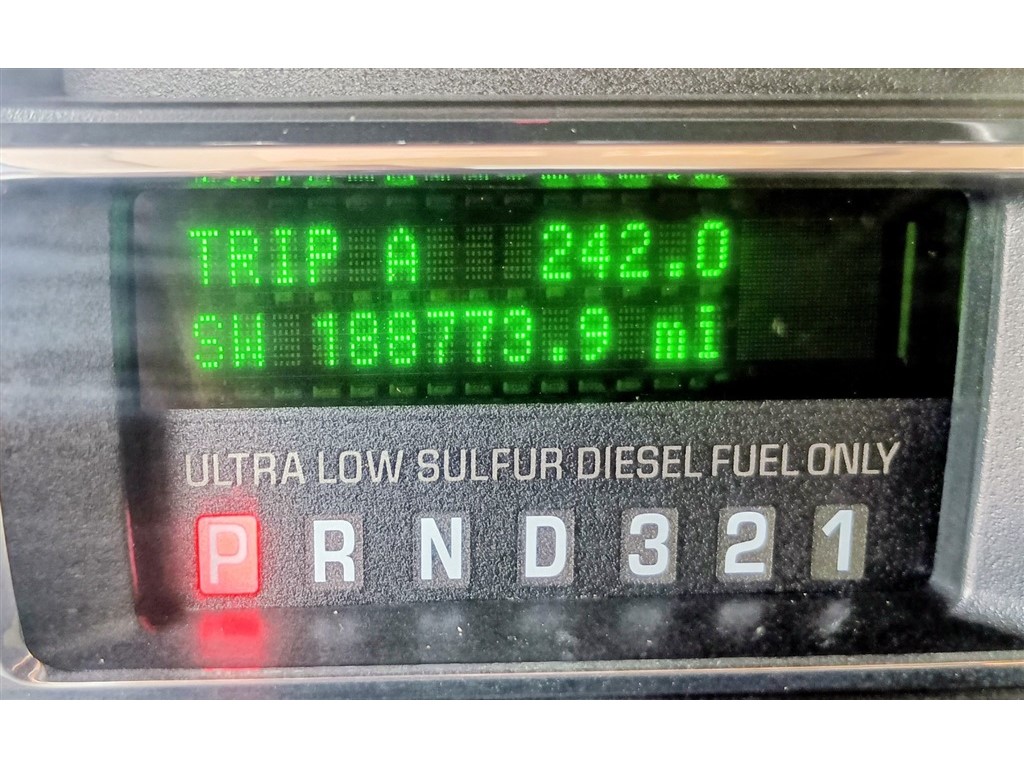 TRIP A 242.0
SW 188773.9 mi
ULTRA LOW SULFUR DIESEL FUEL ONLY
P R N D 3 2 1